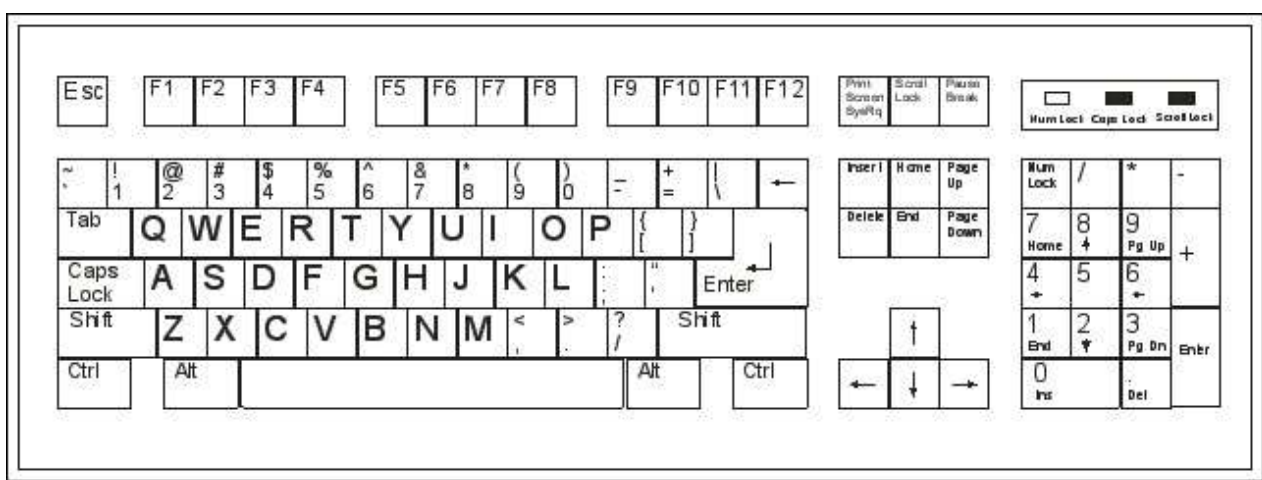 Esc F1 F2 F3 F4 F5 F6 F7 F8 F9 F10 F11 F12
Print Screen SysRq
Scroll Lock
Pause Break
Num Lock Caps Lock Scroll Lock
~ ! @ # $ % ^ & * ( ) _ + |
` 1 2 3 4 5 6 7 8 9 0 - = \ ←
Insert Home Page Up
Num Lock / * -
Tab Q W E R T Y U I O P { [ } ]
Delete End Page Down
7 Home 8 ↑ 9 Pg Up +
Caps Lock A S D F G H J K L : ; " ' Enter
4 ← 5 6 ←
Shift Z X C V B N M < , > . ? / Shift
↑
1 End 2 ↓ 3 Pg Dn Enter
Ctrl Alt Alt Ctrl
← ↓ →
0 Ins . Del